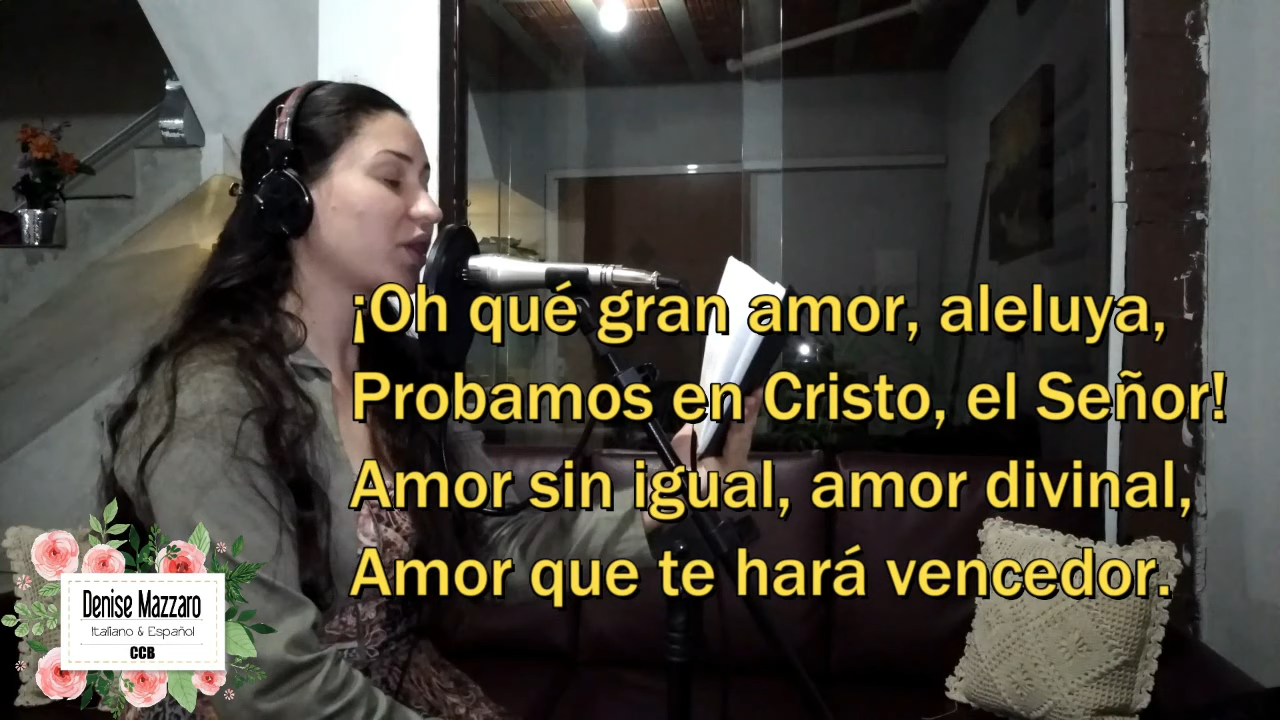 ¡Oh qué gran amor, aleluya,
Probamos en Cristo, el Señor!
Amor sin igual, amor divinal,
Amor que te hará vencedor.
Denise Mazzaro
Italiano & Español
CCB